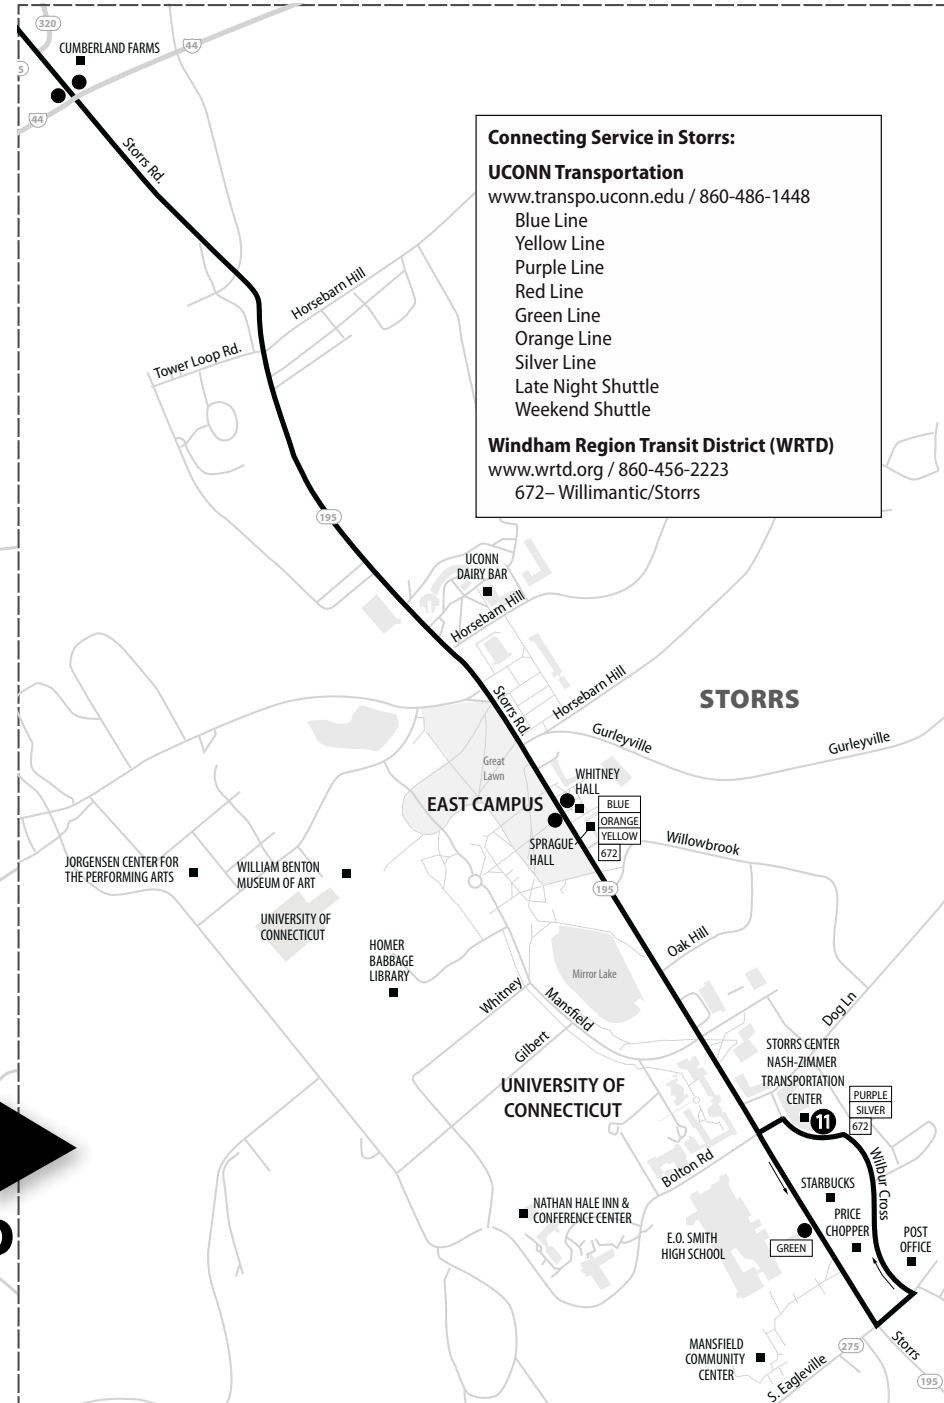 320
CUMBERLAND FARMS
44
5
44
Storrs Rd.
Connecting Service in Storrs:
UCONN Transportation
www.transpo.uconn.edu / 860-486-1448
Blue Line
Yellow Line
Purple Line
Red Line
Green Line
Orange Line
Silver Line
Late Night Shuttle
Weekend Shuttle
Windham Region Transit District (WRTD)
www.wrtd.org / 860-456-2223
672– Willimantic/Storrs
Horsebarn Hill
Tower Loop Rd.
195
UCONN
DAIRY BAR
Horsebarn Hill
Horsebarn Hill
STORRS
Storrs Rd.
Gurleyville
Gurleyville
Great
Lawn
WHITNEY
HALL
EAST CAMPUS
BLUE
ORANGE
YELLOW
672
SPRAGUE
HALL
Willowbrook
195
JORGENSEN CENTER FOR
THE PERFORMING ARTS
WILLIAM BENTON
MUSEUM OF ART
UNIVERSITY OF
CONNECTICUT
HOMER
BABBAGE
LIBRARY
Oak Hill
Mirror Lake
Whitney
Mansfield
Gilbert
Dog Ln
STORRS CENTER
NASH-ZIMMER
TRANSPORTATION
CENTER
11
PURPLE
SILVER
672
UNIVERSITY OF
CONNECTICUT
Bolton Rd
Wilbur Cross
STARBUCKS
PRICE
CHOPPER
POST
OFFICE
NATHAN HALE INN &
CONFERENCE CENTER
E.O. SMITH
HIGH SCHOOL
GREEN
MANSFIELD
COMMUNITY
CENTER
275
S. Eagleville
Storrs
195